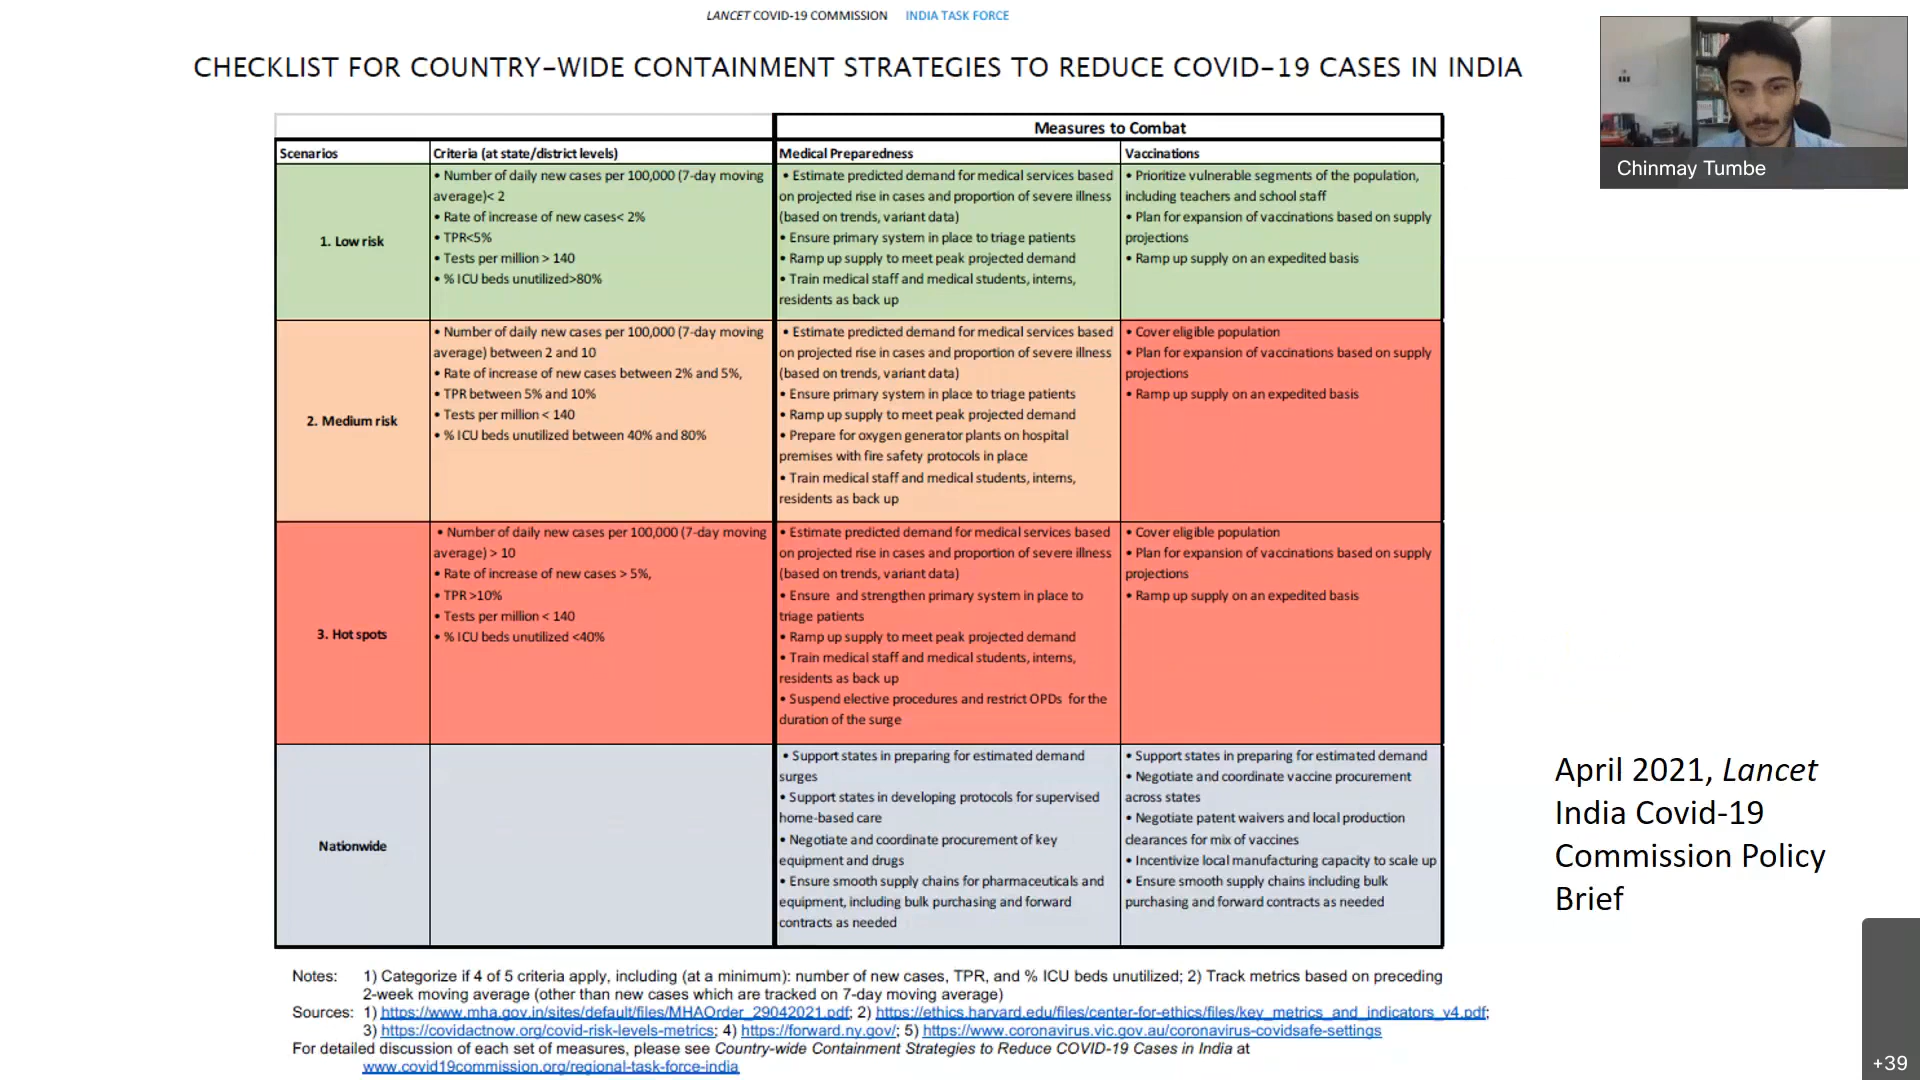 LANCET COVID-19 COMMISSION INDIA TASK FORCE
CHECKLIST FOR COUNTRY-WIDE CONTAINMENT STRATEGIES TO REDUCE COVID-19 CASES IN INDIA
Chinmay Tumbe
Measures to Combat
Scenarios
Criteria (at state/district levels)
Medical Preparedness
Vaccinations
1. Low risk
• Number of daily new cases per 100,000 (7-day moving
average)< 2
• Rate of increase of new cases< 2%
• TPR<5%
• Tests per million > 140
• % ICU beds unutilized>80%
• Estimate predicted demand for medical services based
on projected rise in cases and proportion of severe illness
(based on trends, variant data)
• Ensure primary system in place to triage patients
• Ramp up supply to meet peak projected demand
• Train medical staff and medical students, interns,
residents as back up
• Prioritize vulnerable segments of the population,
including teachers and school staff
• Plan for expansion of vaccinations based on supply
projections
• Ramp up supply on an expedited basis
2. Medium risk
• Number of daily new cases per 100,000 (7-day moving
average) between 2 and 10
• Rate of increase of new cases between 2% and 5%,
• TPR between 5% and 10%
• Tests per million < 140
• % ICU beds unutilized between 40% and 80%
• Estimate predicted demand for medical services based
on projected rise in cases and proportion of severe illness
(based on trends, variant data)
• Ensure primary system in place to triage patients
• Ramp up supply to meet peak projected demand
• Prepare for oxygen generator plants on hospital
premises with fire safety protocols in place
• Train medical staff and medical students, interns,
residents as back up
• Cover eligible population
• Plan for expansion of vaccinations based on supply
projections
• Ramp up supply on an expedited basis
3. Hot spots
• Number of daily new cases per 100,000 (7-day moving
average) > 10
• Rate of increase of new cases > 5%,
• TPR >10%
• Tests per million < 140
• % ICU beds unutilized <40%
• Estimate predicted demand for medical services based
on projected rise in cases and proportion of severe illness
(based on trends, variant data)
• Ensure and strengthen primary system in place to
triage patients
• Ramp up supply to meet peak projected demand
• Train medical staff and medical students, interns,
residents as back up
• Suspend elective procedures and restrict OPDs for the
duration of the surge
• Cover eligible population
• Plan for expansion of vaccinations based on supply
projections
• Ramp up supply on an expedited basis
Nationwide
• Support states in preparing for estimated demand
surges
• Support states in developing protocols for supervised
home-based care
• Negotiate and coordinate procurement of key
equipment and drugs
• Ensure smooth supply chains for pharmaceuticals and
equipment, including bulk purchasing and forward
contracts as needed
• Support states in preparing for estimated demand
• Negotiate and coordinate vaccine procurement
across states
• Negotiate patent waivers and local production
clearances for mix of vaccines
• Incentivize local manufacturing capacity to scale up
• Ensure smooth supply chains including bulk
purchasing and forward contracts as needed
April 2021, Lancet
India Covid-19
Commission Policy
Brief
Notes: 1) Categorize if 4 of 5 criteria apply, including (at a minimum): number of new cases, TPR, and % ICU beds unutilized; 2) Track metrics based on preceding
2-week moving average (other than new cases which are tracked on 7-day moving average)
Sources: 1) https://www.mha.gov.in/sites/default/files/MHAOrder_29042021.pdf; 2) https://ethics.harvard.edu/files/center-for-ethics/files/key_metrics_and_indicators_v4.pdf;
3) https://covidactnow.org/covid-risk-levels-metrics; 4) https://forward.ny.gov/; 5) https://www.coronavirus.vic.gov.au/coronavirus-covidsafe-settings
For detailed discussion of each set of measures, please see Country-wide Containment Strategies to Reduce COVID-19 Cases in India at
www.covid19commission.org/regional-task-force-india
+39